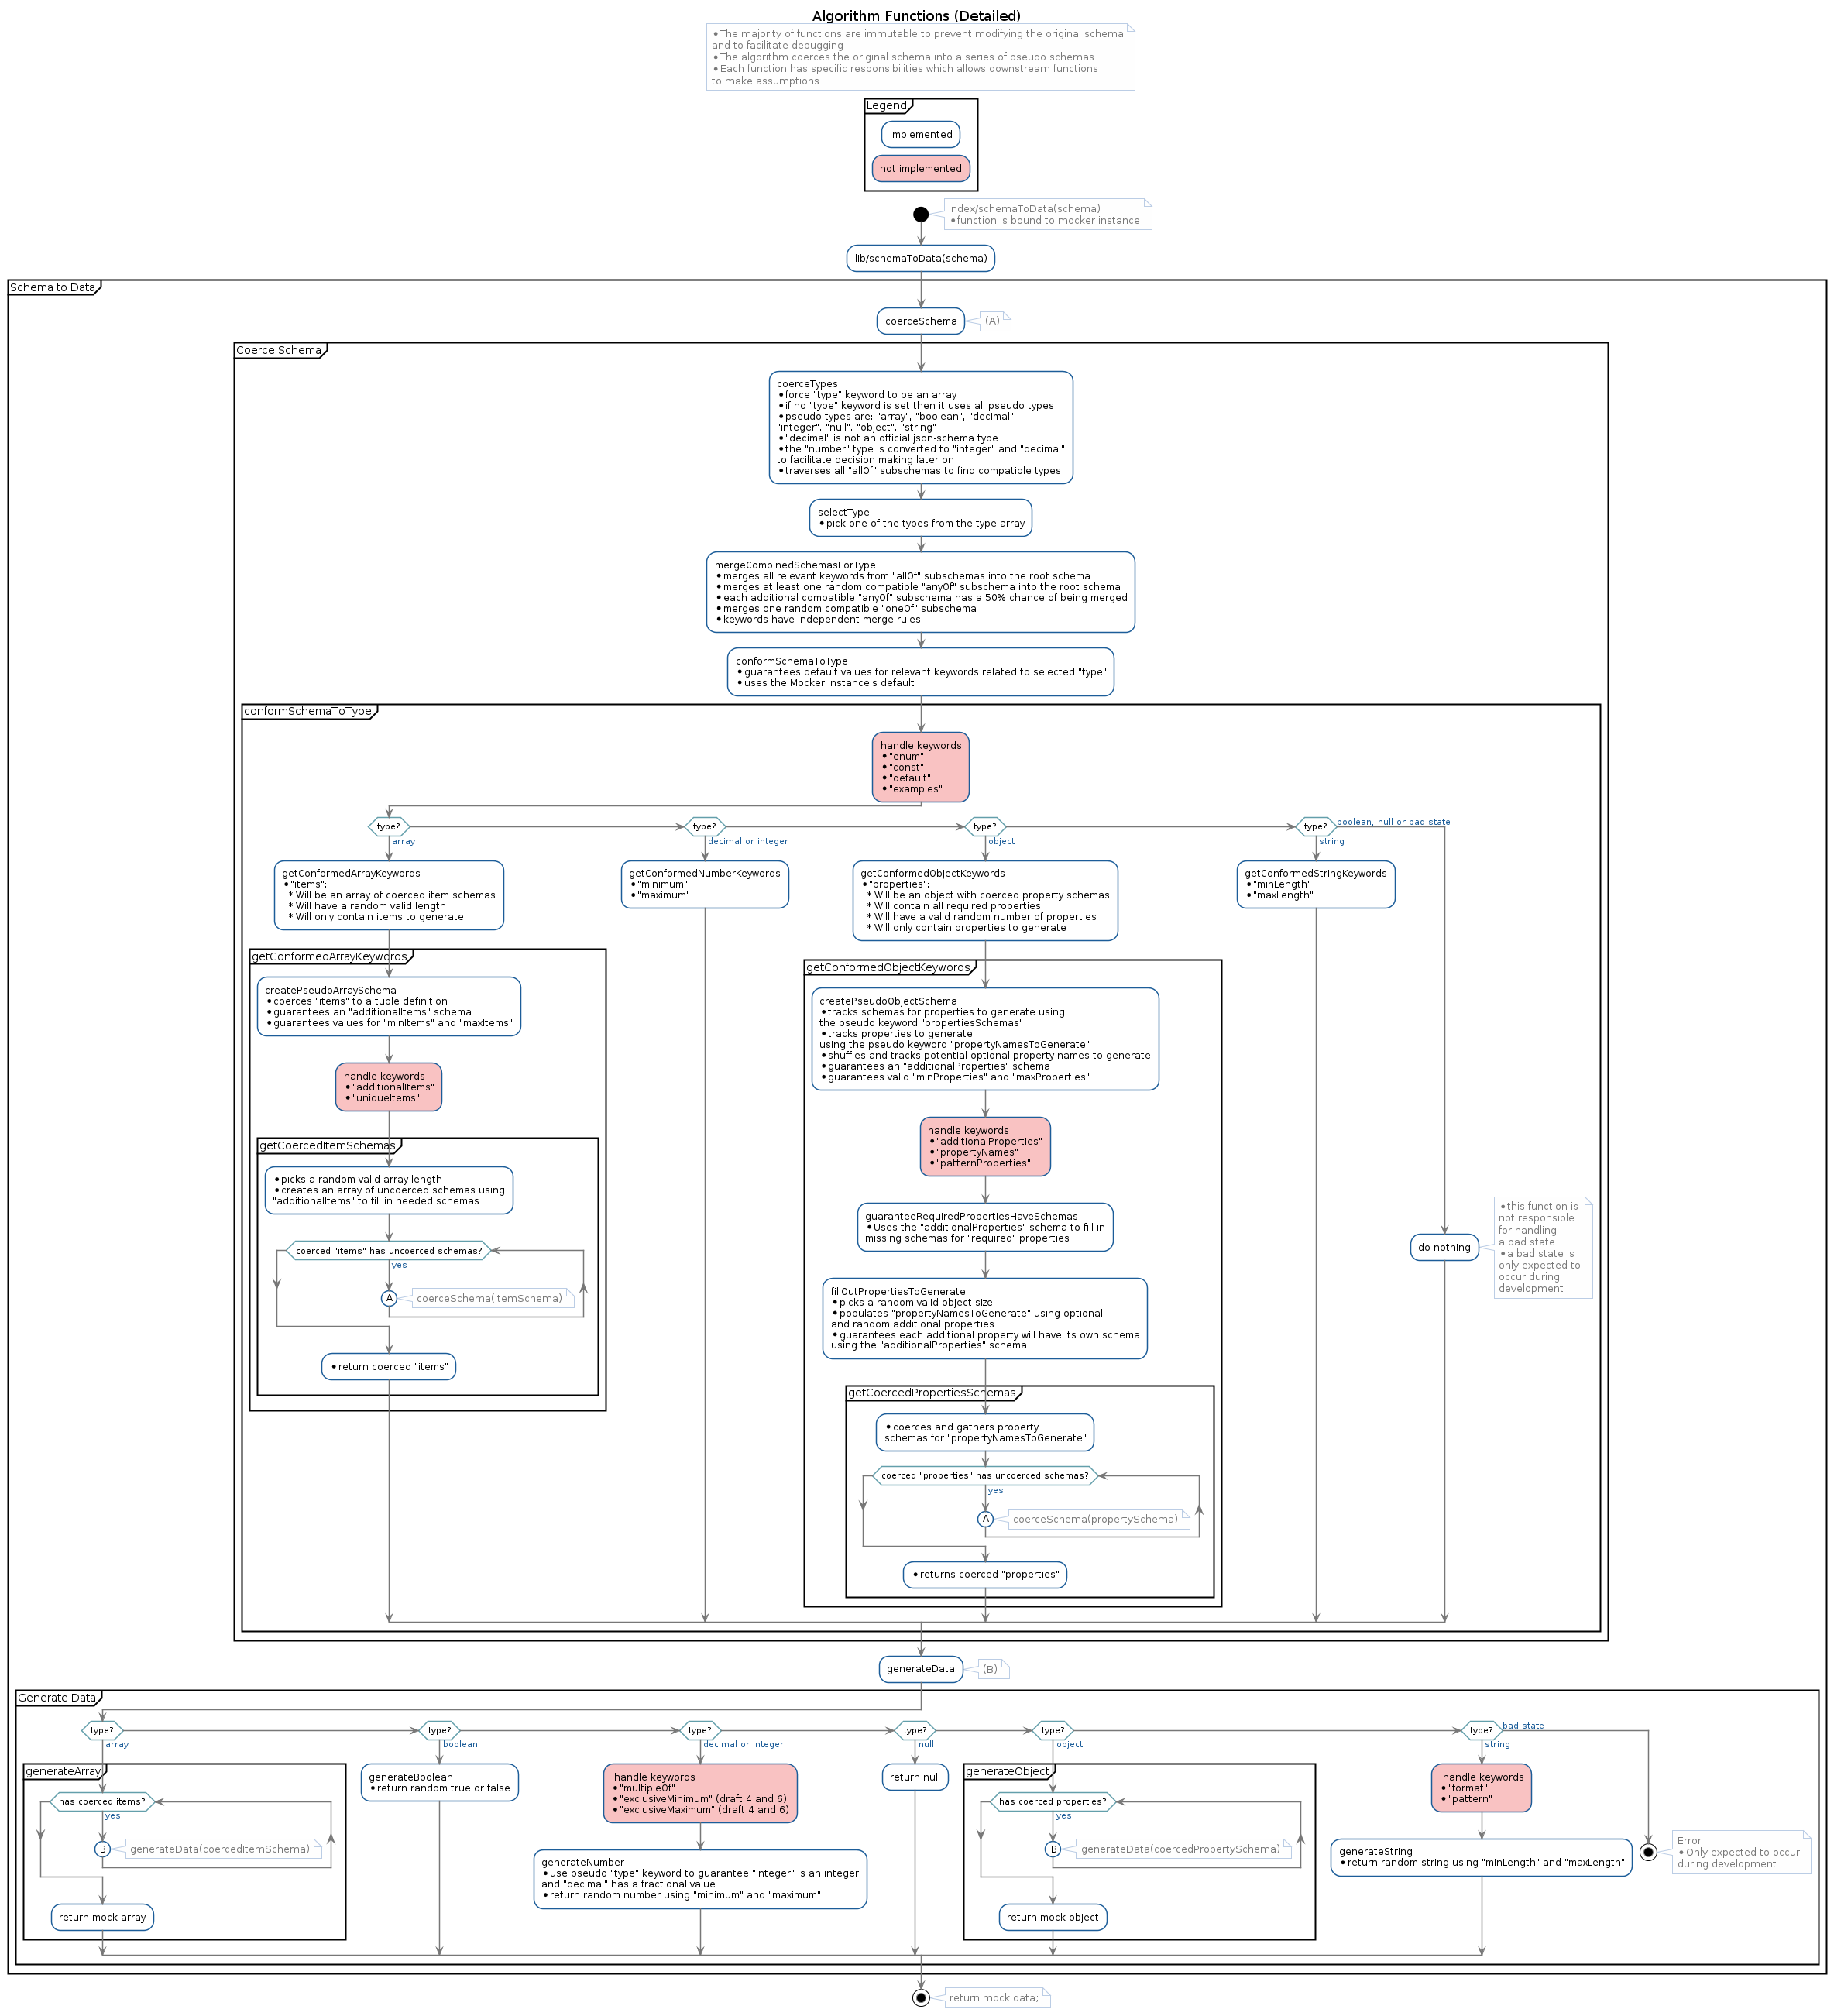 Algorithm Functions (Detailed)
•The majority of functions are immutable to prevent modifying the original schema
and to facilitate debugging
•The algorithm coerces the original schema into a series of pseudo schemas
•Each function has specific responsibilities which allows downstream functions
to make assumptions
Legend
implemented
not implemented
index/schemaToData(schema)
•function is bound to mocker instance
lib/schemaToData(schema)
Schema to Data
coerceSchema
(A)
Coerce Schema
coerceTypes
•force "type" keyword to be an array
•if no "type" keyword is set then it uses all pseudo types
•pseudo types are: "array", "boolean", "decimal",
"integer", "null", "object", "string"
•"decimal" is not an official json-schema type
•the "number" type is converted to "integer" and "decimal"
to facilitate decision making later on
•traverses all "allOf" subschemas to find compatible types
selectType
•pick one of the types from the type array
mergeCombinedSchemasForType
•merges all relevant keywords from "allOf" subschemas into the root schema
•merges at least one random compatible "anyOf" subschema into the root schema
•each additional compatible "anyOf" subschema has a 50% chance of being merged
•merges one random compatible "oneOf" subschema
•keywords have independent merge rules
conformSchemaToType
•guarantees default values for relevant keywords related to selected "type"
•uses the Mocker instance's default
conformSchemaToType
handle keywords
•"enum"
•"const"
•"default"
•"examples"
type?
array
type?
decimal or integer
type?
object
type?
string
boolean, null or bad state
getConformedArrayKeywords
•"items":
* Will be an array of coerced item schemas
* Will have a random valid length
* Will only contain items to generate
getConformedNumberKeywords
•"minimum"
•"maximum"
getConformedObjectKeywords
•"properties":
* Will be an object with coerced property schemas
* Will contain all required properties
* Will have a valid random number of properties
* Will only contain properties to generate
getConformedStringKeywords
•"minLength"
•"maxLength"
getConformedArrayKeywords
createPseudoArraySchema
•coerces "items" to a tuple definition
•guarantees an "additionalItems" schema
•guarantees values for "minItems" and "maxItems"
handle keywords
•"additionalItems"
•"uniqueItems"
getCoercedItemSchemas
•picks a random valid array length
•creates an array of uncoerced schemas using
"additionalItems" to fill in needed schemas
coerced "items" has uncoerced schemas?
yes
A
coerceSchema(itemSchema)
•return coerced "items"
getConformedObjectKeywords
createPseudoObjectSchema
•tracks schemas for properties to generate using
the pseudo keyword "propertiesSchemas"
•tracks properties to generate
using the pseudo keyword "propertyNamesToGenerate"
•shuffles and tracks potential optional property names to generate
•guarantees an "additionalProperties" schema
•guarantees valid "minProperties" and "maxProperties"
handle keywords
•"additionalProperties"
•"propertyNames"
•"patternProperties"
guaranteeRequiredPropertiesHaveSchemas
•Uses the "additionalProperties" schema to fill in
missing schemas for "required" properties
fillOutPropertiesToGenerate
•picks a random valid object size
•populates "propertyNamesToGenerate" using optional
and random additional properties
•guarantees each additional property will have its own schema
using the "additionalProperties" schema
getCoercedPropertiesSchemas
•coerces and gathers property
schemas for "propertyNamesToGenerate"
coerced "properties" has uncoerced schemas?
yes
A
coerceSchema(propertySchema)
•returns coerced "properties"
do nothing
•this function is
not responsible
for handling
a bad state
•a bad state is
only expected to
occur during
development
generateData
(B)
Generate Data
type?
array
type?
boolean
type?
decimal or integer
type?
null
type?
object
type?
string
bad state
generateArray
has coerced items?
yes
B
generateData(coercedItemSchema)
return mock array
generateBoolean
•return random true or false
handle keywords
•"multipleOf"
•"exclusiveMinimum" (draft 4 and 6)
•"exclusiveMaximum" (draft 4 and 6)
generateNumber
•use pseudo "type" keyword to guarantee "integer" is an integer
and "decimal" has a fractional value
•return random number using "minimum" and "maximum"
return null
generateObject
has coerced properties?
yes
B
generateData(coercedPropertySchema)
return mock object
handle keywords
•"format"
•"pattern"
generateString
•return random string using "minLength" and "maxLength"
Error
•Only expected to occur
during development
return mock data;